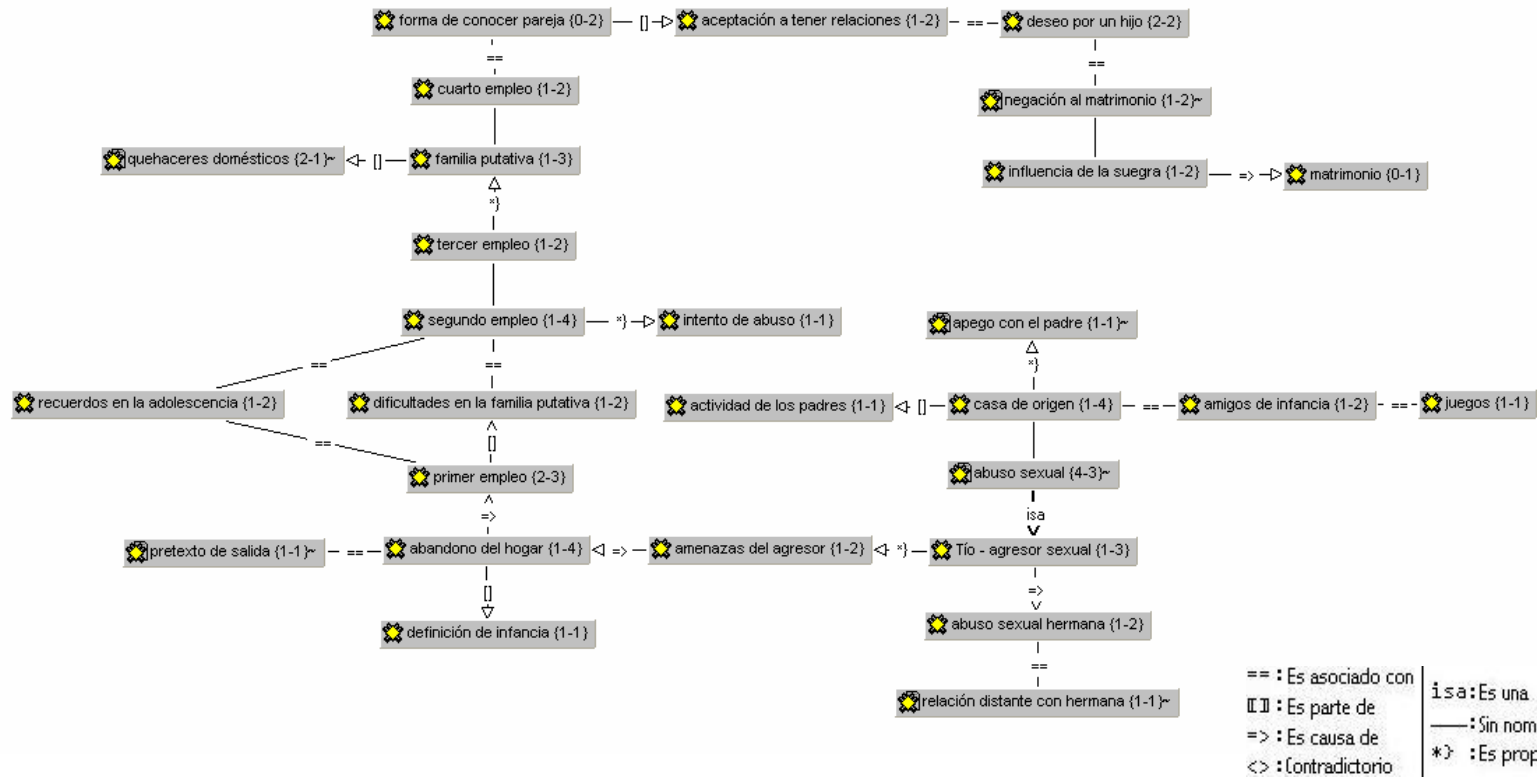 forma de conocer pareja {0-2} — [] — aceptación a tener relaciones {1-2} — == — deseo por un hijo {2-2}
== ==
cuarto empleo {1-2} negación al matrimonio {1-2}~
quehaceres domésticos {2-1}~ [] familia putativa {1-3}
influencia de la suegra {1-2} => matrimonio {0-1}
*}
tercer empleo {1-2}
segundo empleo {1-4} *} intento de abuso {1-1} apego con el padre {1-1}~
== == *}
recuerdos en la adolescencia {1-2} dificultades en la familia putativa {1-2} actividad de los padres {1-1} [] casa de origen {1-4} == amigos de infancia {1-2} == juegos {1-1}
== []
primer empleo {2-3} abuso sexual {4-3}~
=> isa
pretexto de salida {1-1}~ == abandono del hogar {1-4} => amenazas del agresor {1-2} *} Tío - agresor sexual {1-3}
[] =>
definición de infancia {1-1} abuso sexual hermana {1-2}
==
relación distante con hermana {1-1}~
== : Es asociado con
[] : Es parte de
=> : Es causa de
<> : Contradictorio
isa: Es una
—— : Sin nom
*} : Es prop